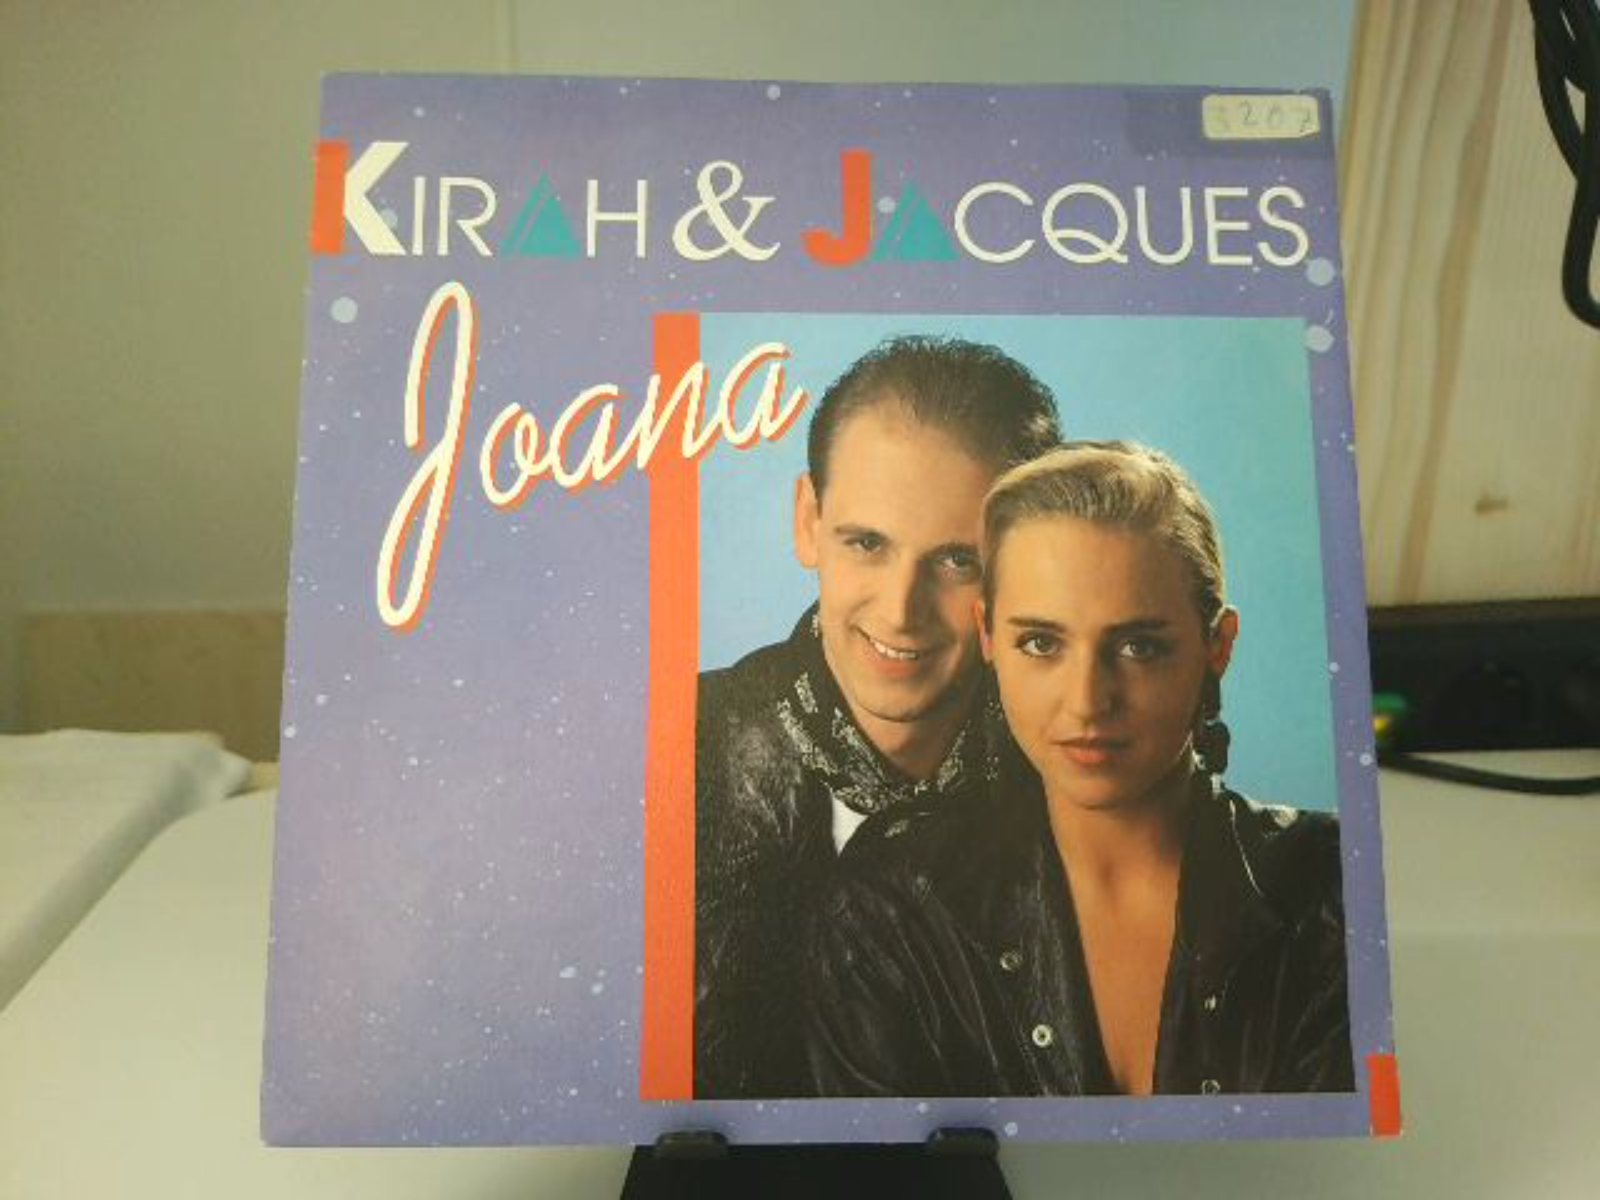 3207
KIRAH & JACQUES
Joana